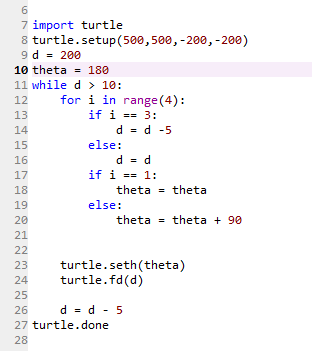 6
7 import turtle
8 turtle.setup(500,500,-200,-200)
9 d = 200
10 theta = 180
11 while d > 10:
12     for i in range(4):
13         if i == 3:
14             d = d -5
15         else:
16             d = d
17         if i == 1:
18             theta = theta
19         else:
20             theta = theta + 90
21
22
23     turtle.seth(theta)
24     turtle.fd(d)
25
26     d = d - 5
27 turtle.done
28